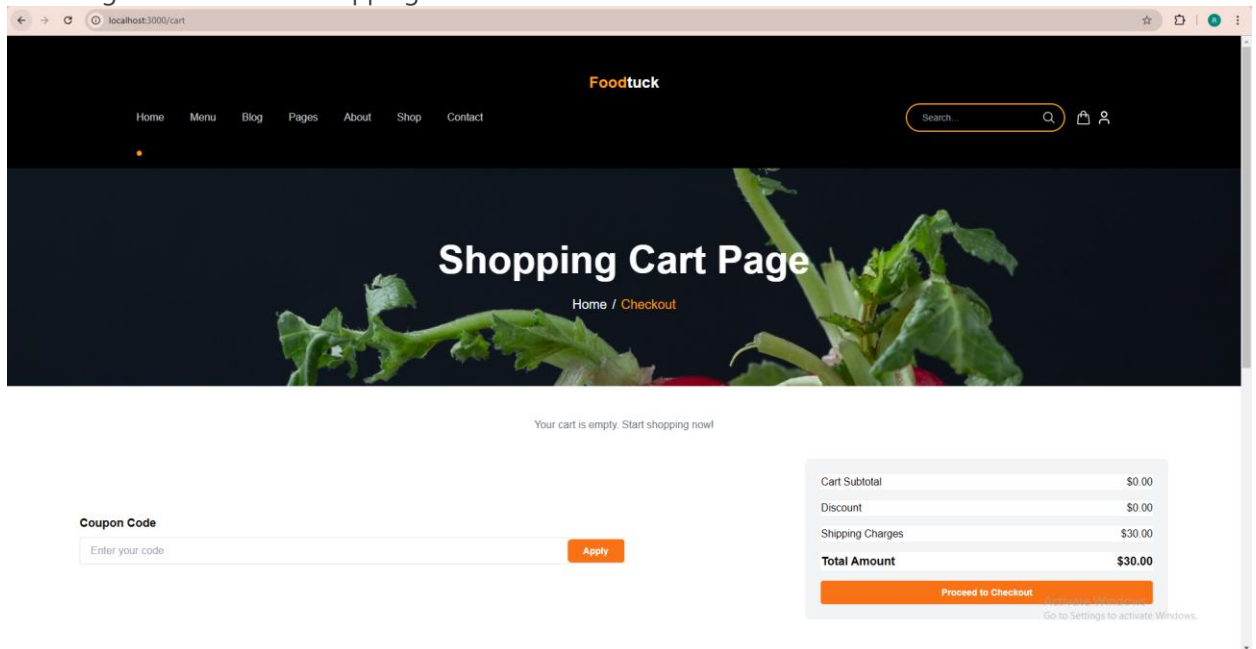 localhost:3000/cart
R
Foodtuck
Home Menu Blog Pages About Shop Contact Search...
Shopping Cart Page
Home / Checkout
Your cart is empty. Start shopping now!
Cart Subtotal $0.00
Discount $0.00
Coupon Code
Shipping Charges $30.00
Enter your code Apply
Total Amount $30.00
Proceed to Checkout
Activate Windows
Go to Settings to activate Windows.